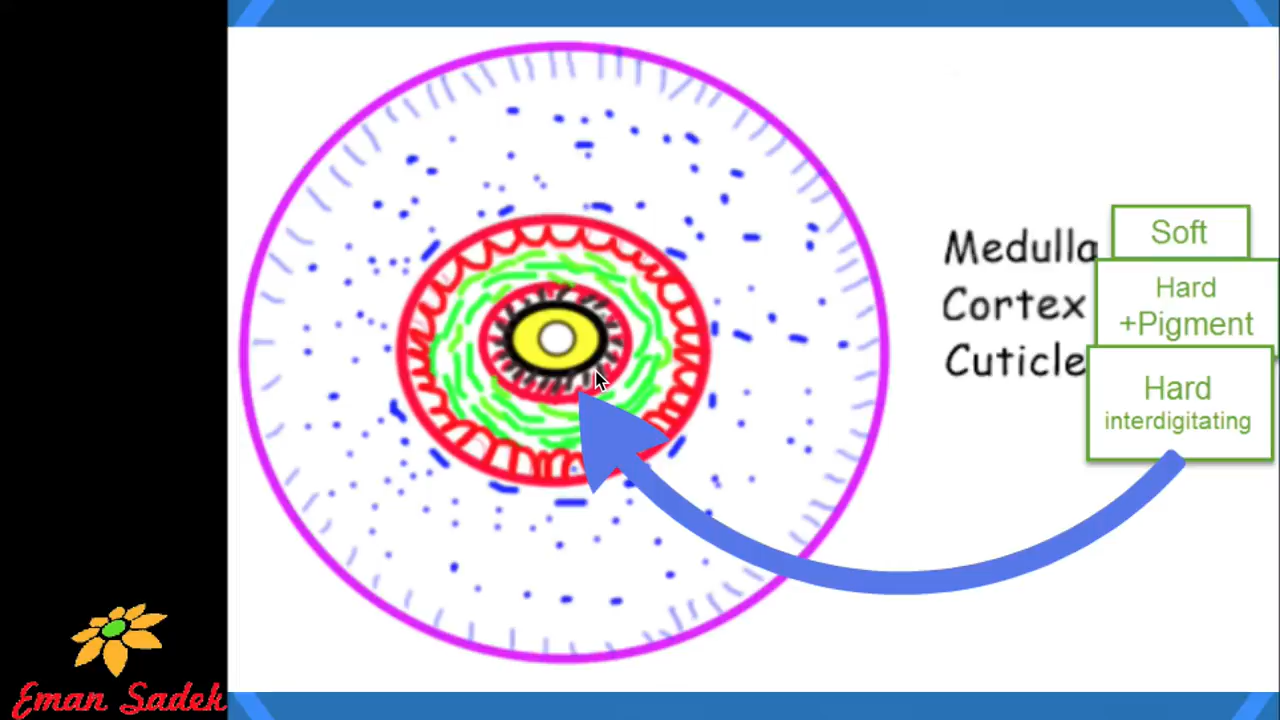 Medulla
Soft
Cortex
Hard
+Pigment
Cuticle
Hard
interdigitating
Eman Sadek